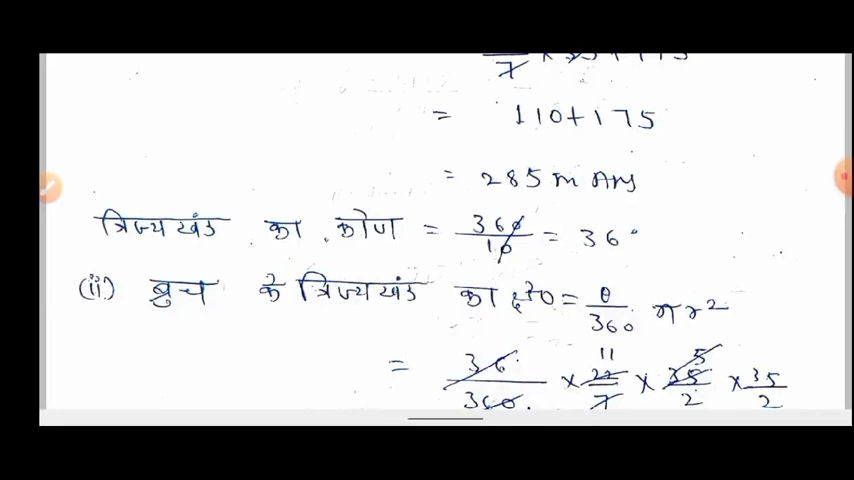 = 110+175
= 285 m Ans
त्रिज्यखंड का कोण = 360/10 = 36°
(ii) ब्रुच के त्रिज्यखंड का क्षे० = θ/360 πr²
= 36/360 × 22/7 × 35/2 × 35/2